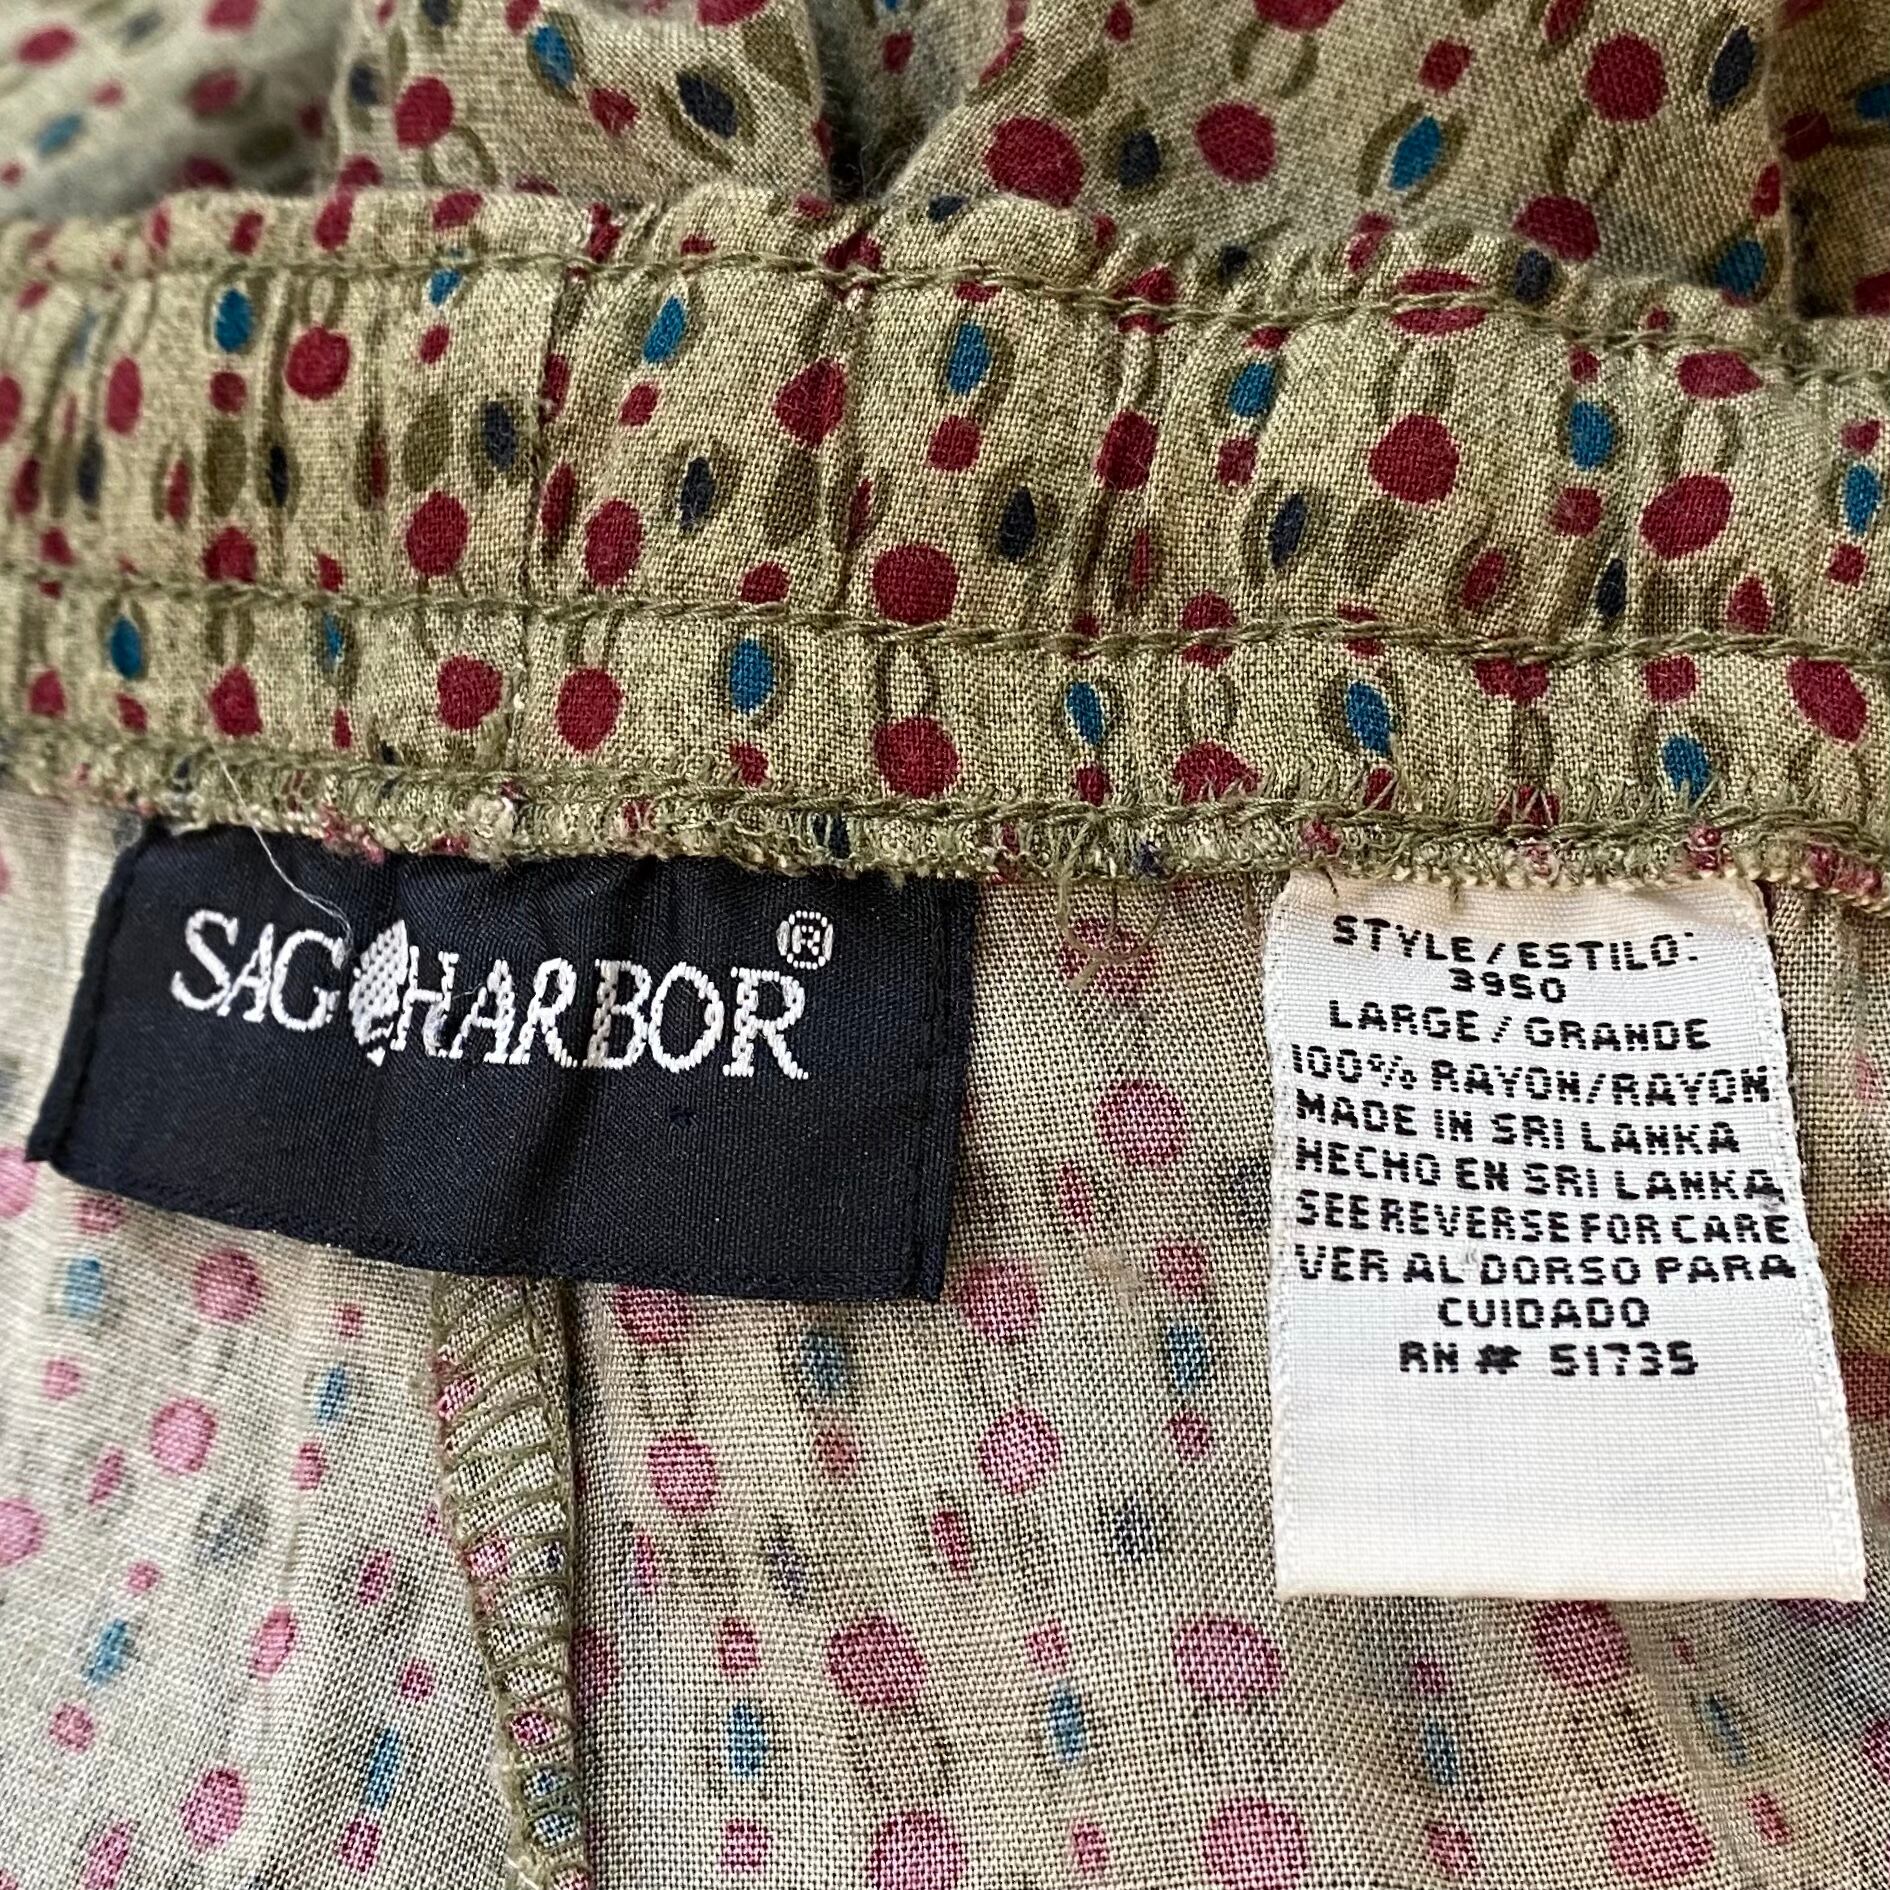 SAG HARBOR®
STYLE/ESTILO:
3950
LARGE/GRANDE
100% RAYON/RAYON
MADE IN SRI LANKA
HECHO EN SRI LANKA
SEE REVERSE FOR CARE
VER AL DORSO PARA
CUIDADO
RN # 51735